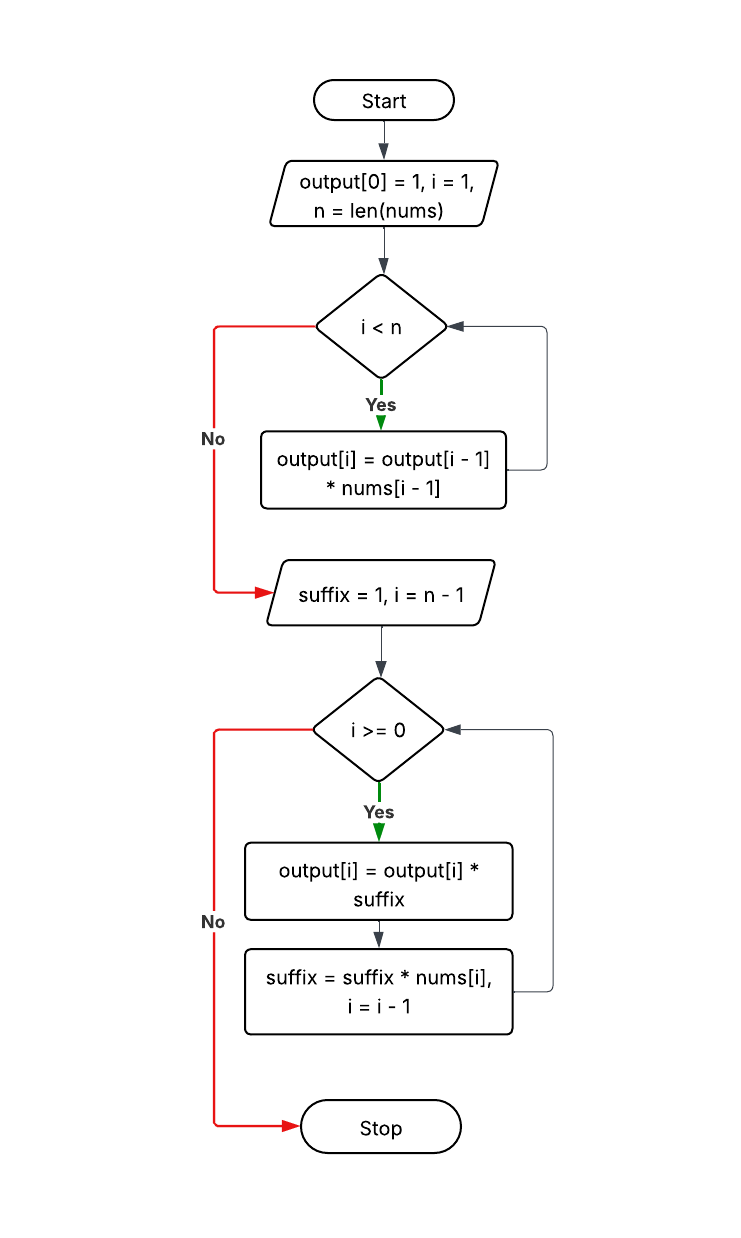 Start
output[0] = 1, i = 1,
n = len(nums)
i < n
Yes
No
output[i] = output[i - 1]
* nums[i - 1]
suffix = 1, i = n - 1
i >= 0
Yes
output[i] = output[i] *
suffix
No
suffix = suffix * nums[i],
i = i - 1
Stop